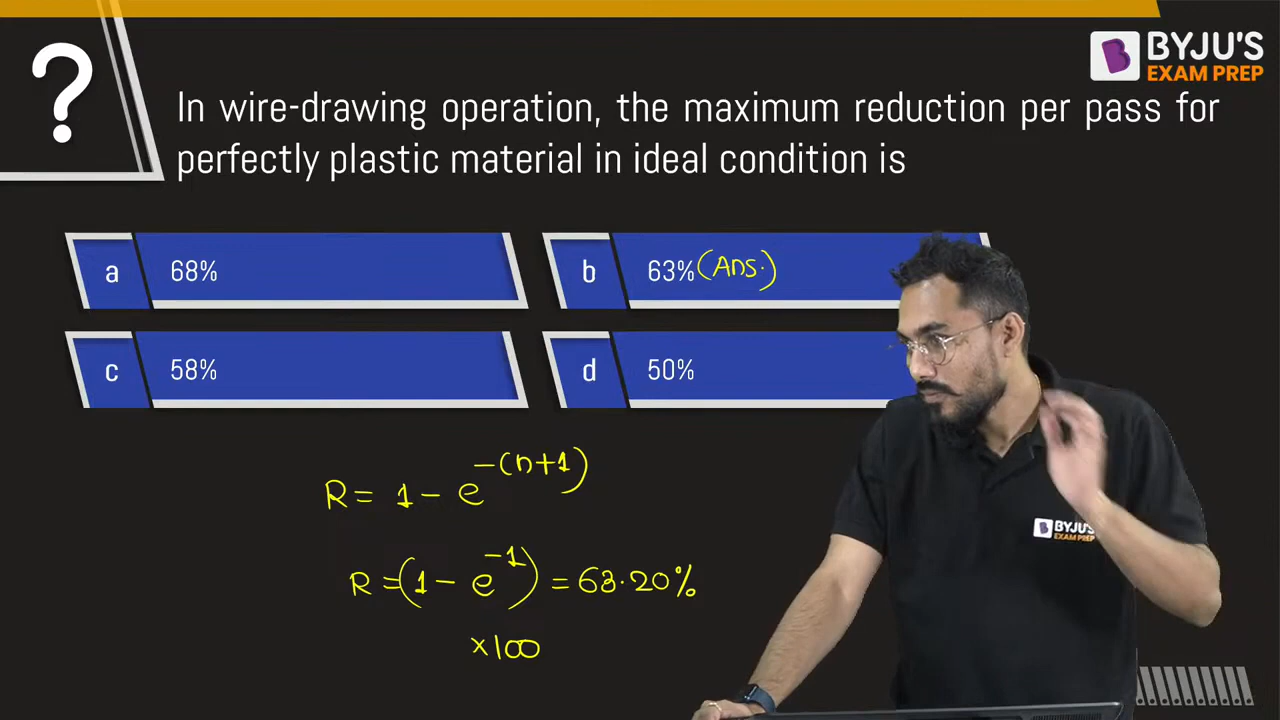 ?
BYJU'S
EXAM PREP
In wire-drawing operation, the maximum reduction per pass for
perfectly plastic material in ideal condition is
a 68%
b 63% (Ans.)
c 58%
d 50%
R = 1 - e^-(n+1)
R = (1 - e^-1) = 63.20%
×100
BYJU'S
EXAM PREP